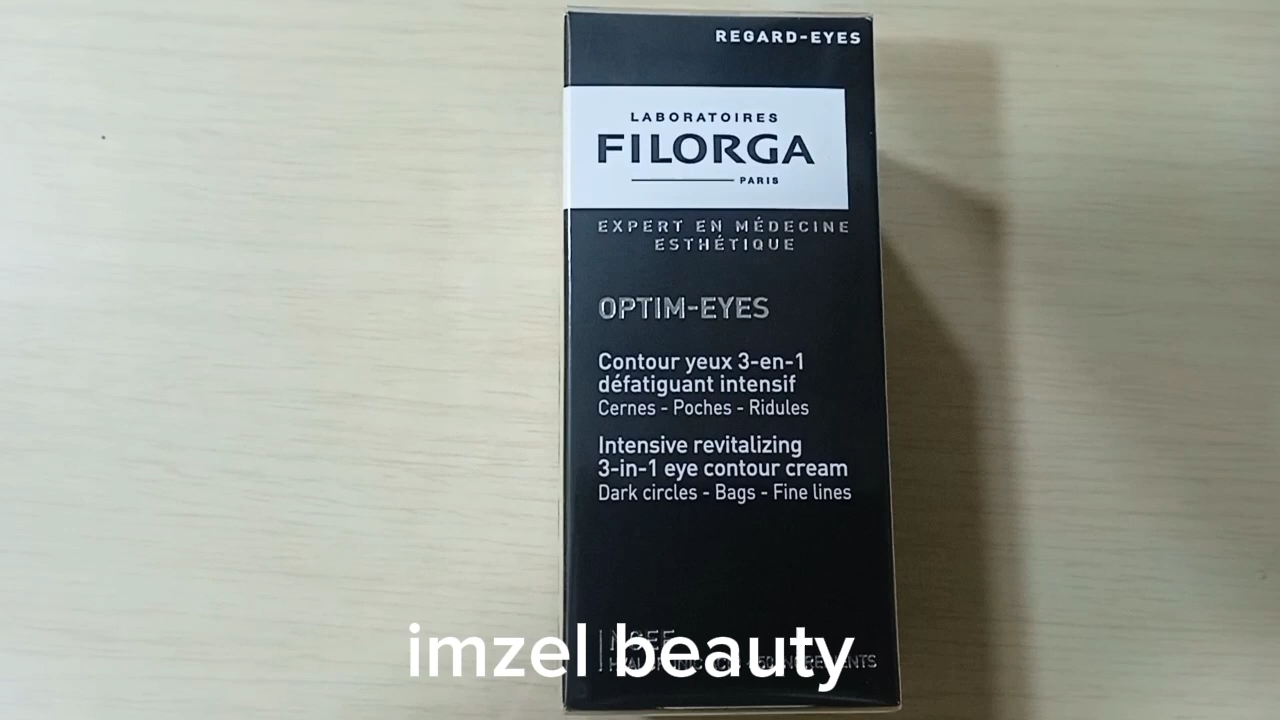 REGARD-EYES
LABORATOIRES
FILORGA
PARIS
EXPERT EN MÉDECINE
ESTHÉTIQUE
OPTIM-EYES
Contour yeux 3-en-1
défatiguant intensif
Cernes - Poches - Ridules
Intensive revitalizing
3-in-1 eye contour cream
Dark circles - Bags - Fine lines
NCEF
imzel beauty